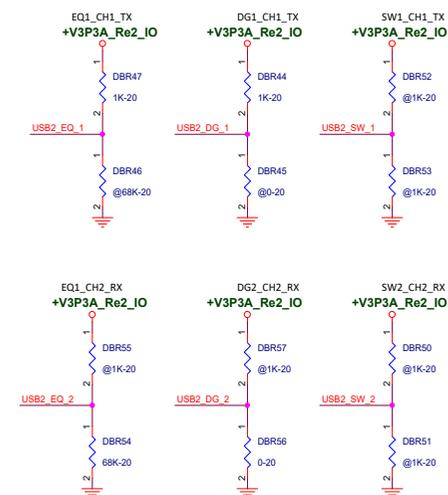 EQ1_CH1_TX DG1_CH1_TX SW1_CH1_TX
+V3P3A_Re2_IO +V3P3A_Re2_IO +V3P3A_Re2_IO
1 1 1
DBR47 DBR44 DBR52
1K-20 1K-20 @1K-20
2 2 2
USB2_EQ_1 USB2_DG_1 USB2_SW_1
1 1 1
DBR46 DBR45 DBR53
@68K-20 @0-20 @1K-20
2 2 2
EQ1_CH2_RX DG2_CH2_RX SW2_CH2_RX
+V3P3A_Re2_IO +V3P3A_Re2_IO +V3P3A_Re2_IO
1 1 1
DBR55 DBR57 DBR50
@1K-20 @1K-20 @1K-20
2 2 2
USB2_EQ_2 USB2_DG_2 USB2_SW_2
1 1 1
DBR54 DBR56 DBR51
68K-20 0-20 @1K-20
2 2 2